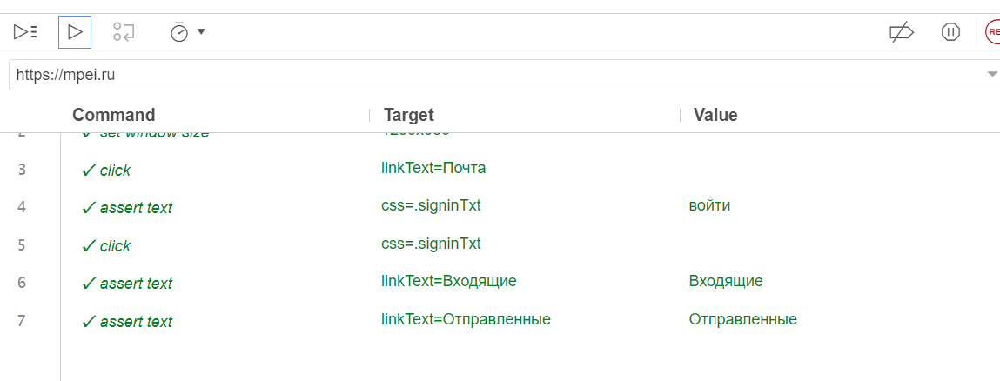 REC
https://mpei.ru
Command Target Value
2 ✓ set window size
3 ✓ click linkText=Почта
4 ✓ assert text css=.signinTxt войти
5 ✓ click css=.signinTxt
6 ✓ assert text linkText=Входящие Входящие
7 ✓ assert text linkText=Отправленные Отправленные